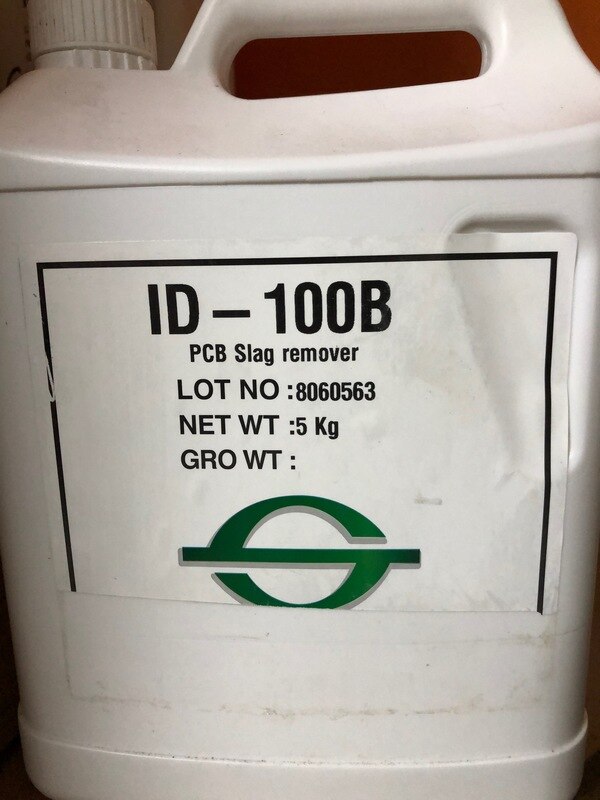 ID – 100B
PCB Slag remover
LOT NO : 8060563
NET WT : 5 Kg
GRO WT :